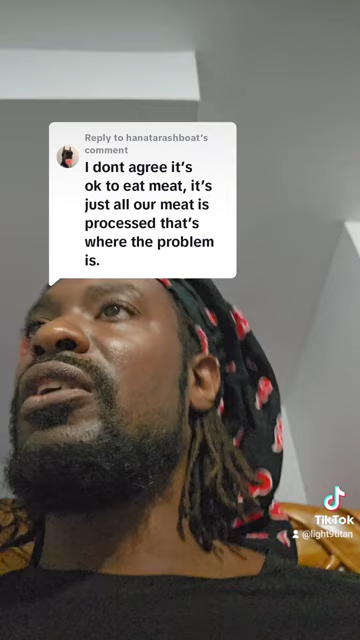 Reply to hanatarashboat's
comment
I dont agree it's
ok to eat meat, it's
just all our meat is
processed that's
where the problem
is.
TikTok
@light9utan